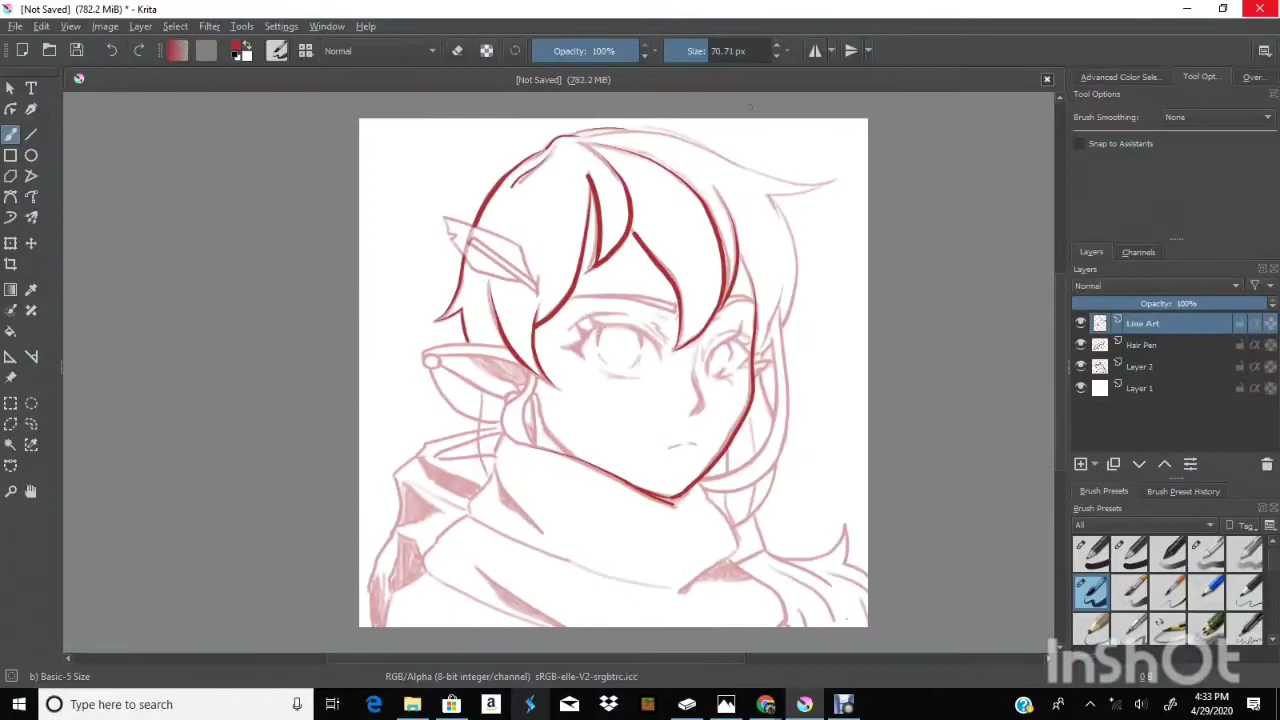 [Not Saved] (782.2 MiB) * - Krita
File Edit View Image Layer Select Filter Tools Settings Window Help
Normal Opacity: 100% Size: 70.71 px
[Not Saved] (782.2 MiB)
Advanced Color Sele... Tool Opt... Over...
Tool Options
Brush Smoothing: None
Snap to Assistants
Layers Channels
Layers
Normal
Opacity: 100%
Line Art
Hair Pen
Layer 2
Layer 1
Brush Presets Brush Preset History
Brush Presets
All Tag
InShOt
b) Basic-5 Size RGB/Alpha (8-bit integer/channel) sRGB-elle-V2-srgbtrc.icc
Type here to search
4:33 PM
4/29/2020